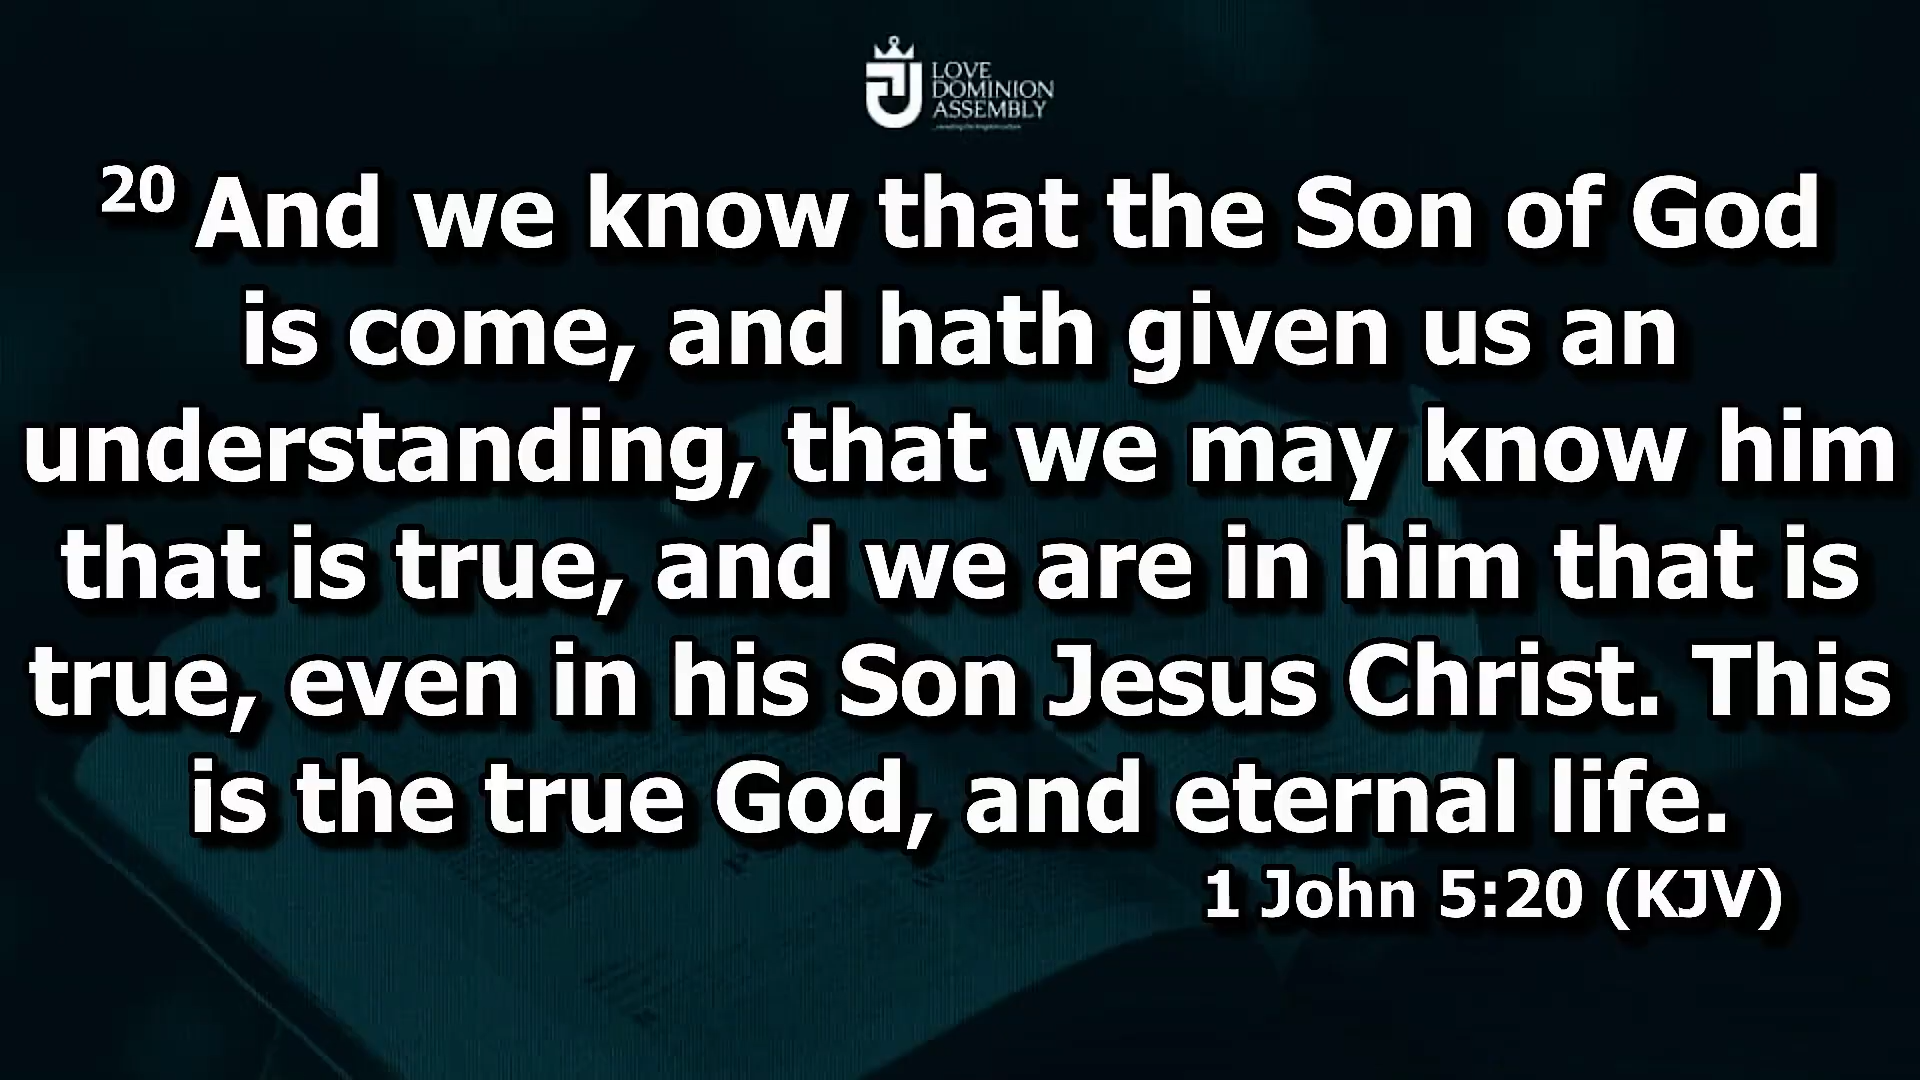 LOVE
DOMINION
ASSEMBLY
20 And we know that the Son of God
is come, and hath given us an
understanding, that we may know him
that is true, and we are in him that is
true, even in his Son Jesus Christ. This
is the true God, and eternal life.
1 John 5:20 (KJV)